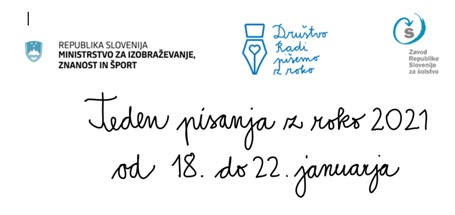 REPUBLIKA SLOVENIJA
MINISTRSTVO ZA IZOBRAŽEVANJE,
ZNANOST IN ŠPORT
Društvo
Radi
pišemo
z roko
Zavod
Republike
Slovenije
za šolstvo
Teden pisanja z roko 2021
od 18. do 22. januarja